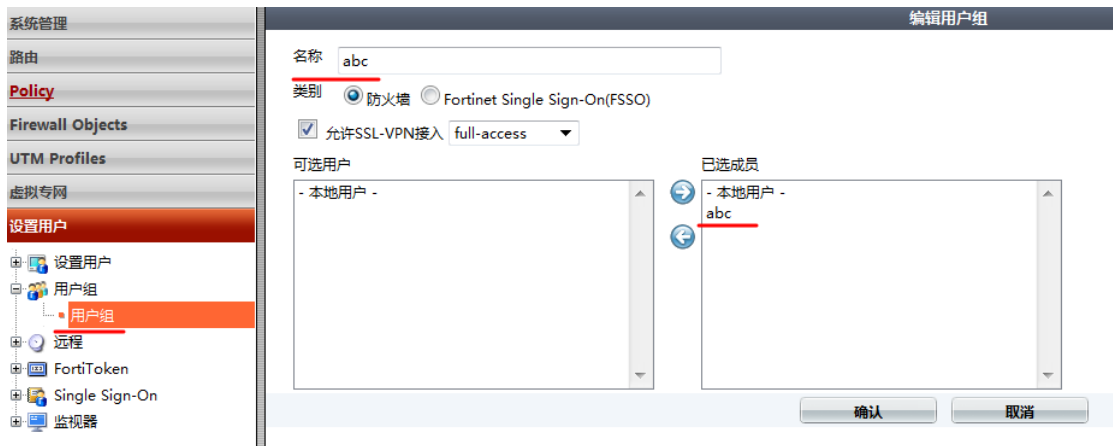 系统管理
路由
Policy
Firewall Objects
UTM Profiles
虚拟专网
设置用户
设置用户
用户组
用户组
远程
FortiToken
Single Sign-On
监视器
编辑用户组
名称 abc
类别 防火墙 Fortinet Single Sign-On(FSSO)
允许SSL-VPN接入 full-access
可选用户 已选成员
- 本地用户 - - 本地用户 -
abc
确认 取消